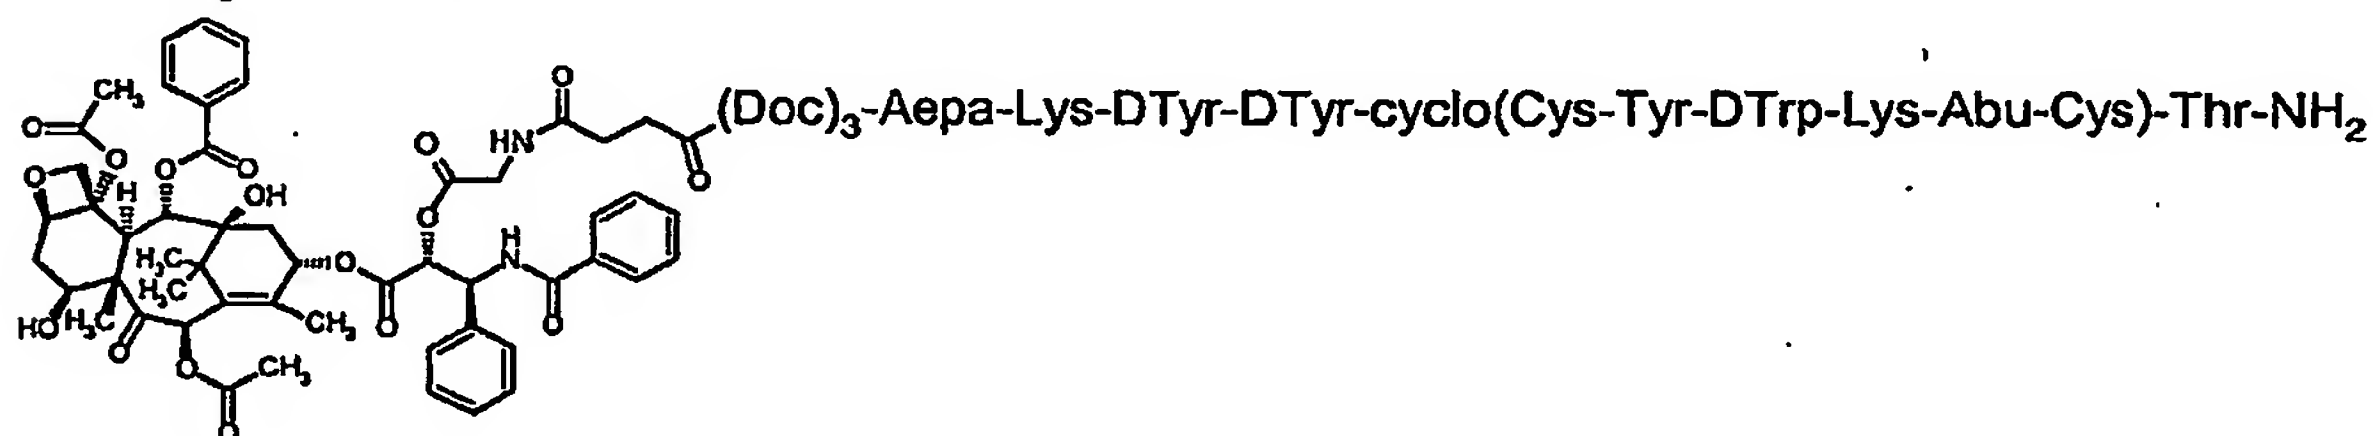 (Doc)₃-Aepa-Lys-DTyr-DTyr-cyclo(Cys-Tyr-DTrp-Lys-Abu-Cys)-Thr-NH₂
O
CH₃
O
HN
O
O
O
O
O
O
H
OH
O
O
H
N
H₃C
H₃C
O
O
O
HO
H₃C
CH₃
O
O
CH₃
O